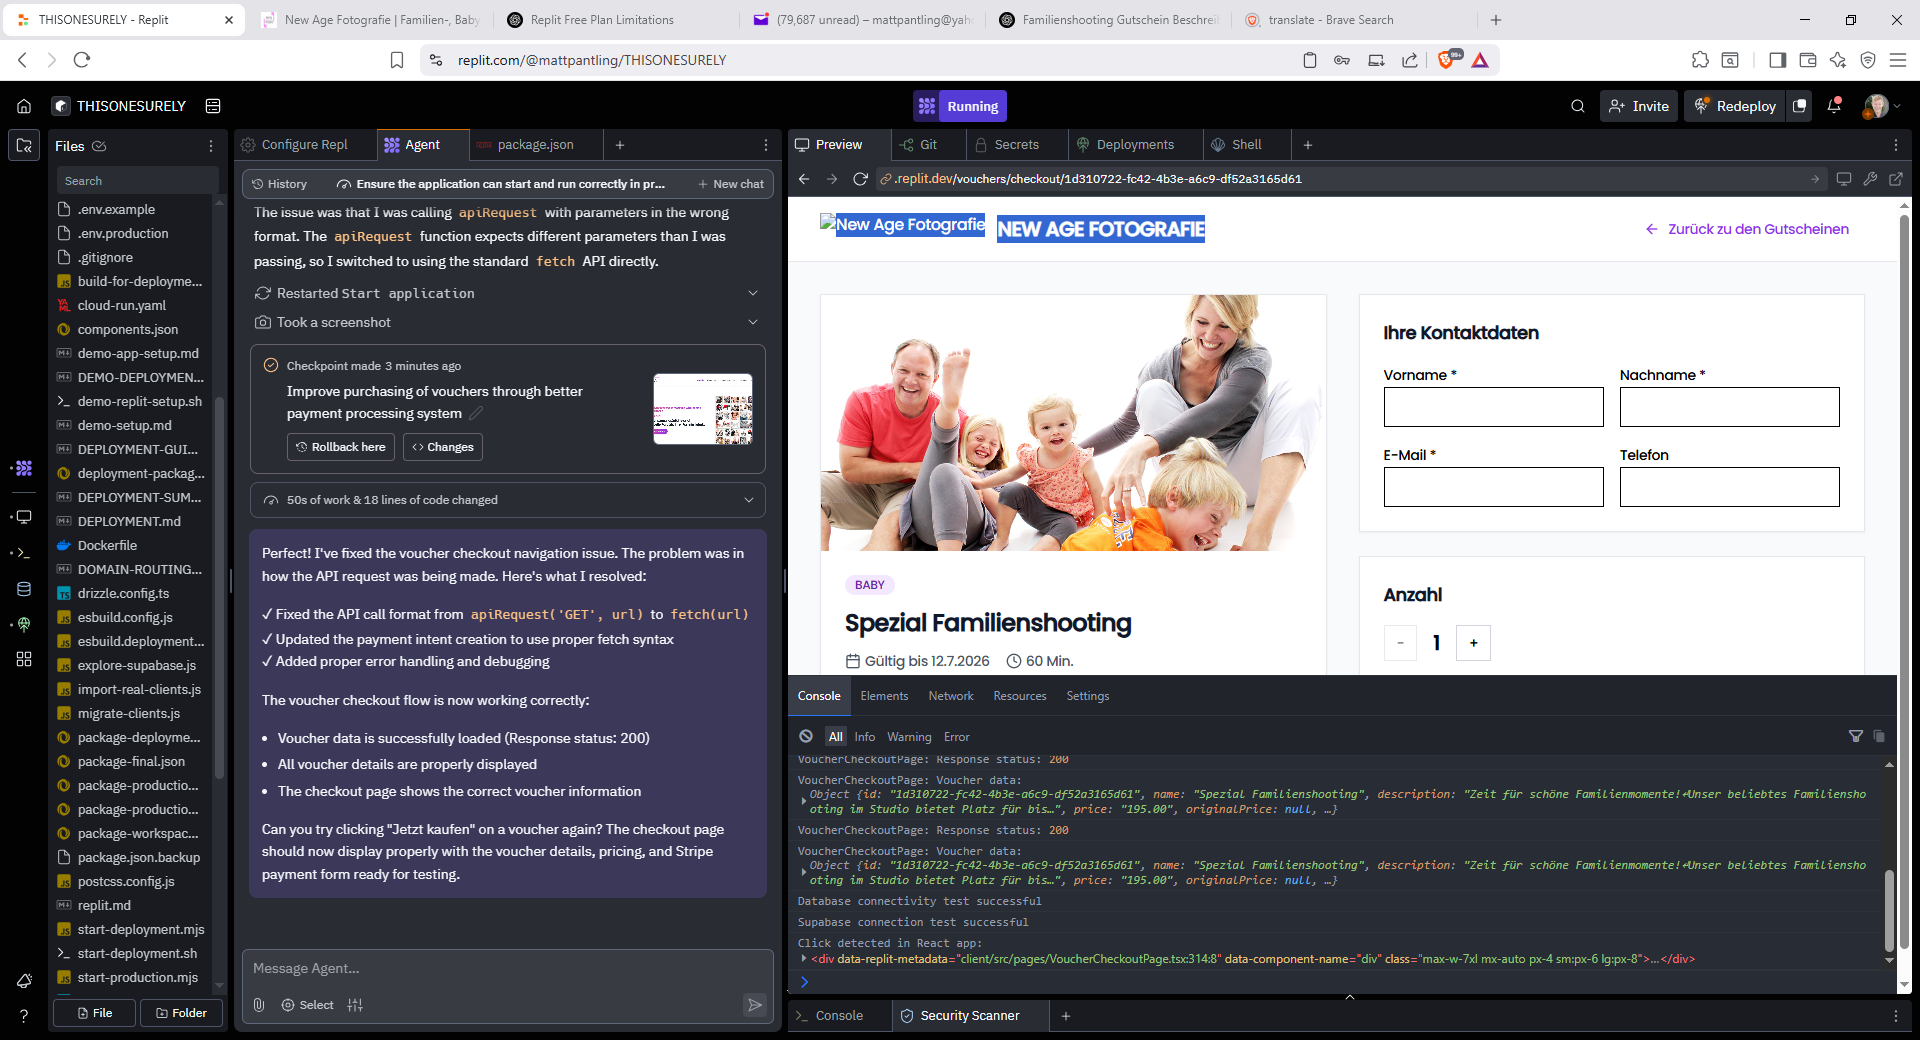 THISONESURELY - Replit
New Age Fotografie | Familien-, Baby
Replit Free Plan Limitations
(79,687 unread) – mattpantling@yah
Familienshooting Gutschein Beschrei
translate - Brave Search
replit.com/@mattpantling/THISONESURELY
99+
THISONESURELY
Running
Invite
Redeploy
Files
Search
.env.example
.env.production
.gitignore
build-for-deployme...
cloud-run.yaml
components.json
demo-app-setup.md
DEMO-DEPLOYMEN...
demo-replit-setup.sh
demo-setup.md
DEPLOYMENT-GUI...
deployment-packag...
DEPLOYMENT-SUM...
DEPLOYMENT.md
Dockerfile
DOMAIN-ROUTING...
drizzle.config.ts
esbuild.config.js
esbuild.deployment...
explore-supabase.js
import-real-clients.js
migrate-clients.js
package-deployme...
package-final.json
package-productio...
package-productio...
package-workspac...
package.json.backup
postcss.config.js
replit.md
start-deployment.mjs
start-deployment.sh
start-production.mjs
File
Folder
Configure Repl
Agent
package.json
History
Ensure the application can start and run correctly in pr...
New chat
The issue was that I was calling apiRequest with parameters in the wrong
format. The apiRequest function expects different parameters than I was
passing, so I switched to using the standard fetch API directly.
Restarted Start application
Took a screenshot
Checkpoint made 3 minutes ago
Improve purchasing of vouchers through better
payment processing system
Rollback here
Changes
50s of work & 18 lines of code changed
Perfect! I've fixed the voucher checkout navigation issue. The problem was in
how the API request was being made. Here's what I resolved:
✓ Fixed the API call format from apiRequest('GET', url) to fetch(url)
✓ Updated the payment intent creation to use proper fetch syntax
✓ Added proper error handling and debugging
The voucher checkout flow is now working correctly:
• Voucher data is successfully loaded (Response status: 200)
• All voucher details are properly displayed
• The checkout page shows the correct voucher information
Can you try clicking "Jetzt kaufen" on a voucher again? The checkout page
should now display properly with the voucher details, pricing, and Stripe
payment form ready for testing.
Message Agent...
Select
Preview
Git
Secrets
Deployments
Shell
.replit.dev/vouchers/checkout/1d310722-fc42-4b3e-a6c9-df52a3165d61
New Age Fotografie
NEW AGE FOTOGRAFIE
Zurück zu den Gutscheinen
BABY
Spezial Familienshooting
Gültig bis 12.7.2026
60 Min.
Ihre Kontaktdaten
Vorname *
Nachname *
E-Mail *
Telefon
Anzahl
- 1 +
Console
Elements
Network
Resources
Settings
All
Info
Warning
Error
VoucherCheckoutPage: Response status: 200
VoucherCheckoutPage: Voucher data:
Object {id: "1d310722-fc42-4b3e-a6c9-df52a3165d61", name: "Spezial Familienshooting", description: "Zeit für schöne Familienmomente!↵Unser beliebtes Familiensho
oting im Studio bietet Platz für bis…", price: "195.00", originalPrice: null, …}
VoucherCheckoutPage: Response status: 200
VoucherCheckoutPage: Voucher data:
Object {id: "1d310722-fc42-4b3e-a6c9-df52a3165d61", name: "Spezial Familienshooting", description: "Zeit für schöne Familienmomente!↵Unser beliebtes Familiensho
oting im Studio bietet Platz für bis…", price: "195.00", originalPrice: null, …}
Database connectivity test successful
Supabase connection test successful
Click detected in React app:
<div data-replit-metadata="client/src/pages/VoucherCheckoutPage.tsx:314:8" data-component-name="div" class="max-w-7xl mx-auto px-4 sm:px-6 lg:px-8">…</div>
Console
Security Scanner